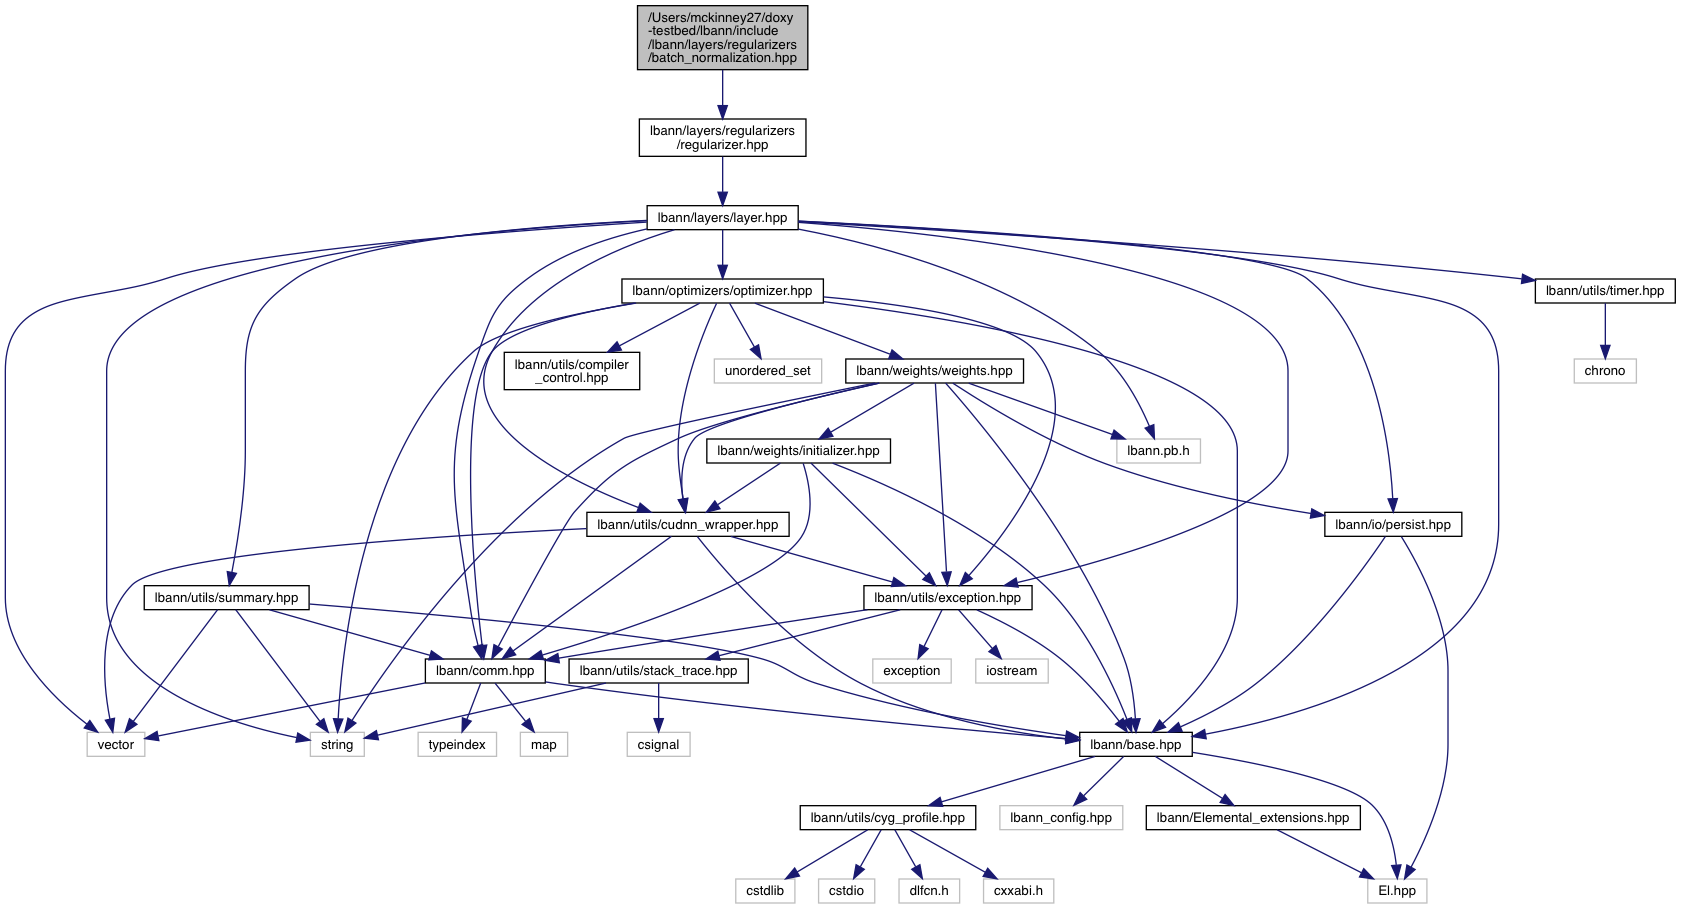 /Users/mckinney27/doxy
-testbed/lbann/include
/lbann/layers/regularizers
/batch_normalization.hpp
lbann/layers/regularizers
/regularizer.hpp
lbann/layers/layer.hpp
lbann/optimizers/optimizer.hpp
lbann/utils/timer.hpp
lbann/utils/compiler
_control.hpp
unordered_set
lbann/weights/weights.hpp
chrono
lbann/weights/initializer.hpp
lbann.pb.h
lbann/utils/cudnn_wrapper.hpp
lbann/io/persist.hpp
lbann/utils/summary.hpp
lbann/utils/exception.hpp
lbann/comm.hpp
lbann/utils/stack_trace.hpp
exception
iostream
vector
string
typeindex
map
csignal
lbann/base.hpp
lbann/utils/cyg_profile.hpp
lbann_config.hpp
lbann/Elemental_extensions.hpp
cstdlib
cstdio
dlfcn.h
cxxabi.h
El.hpp